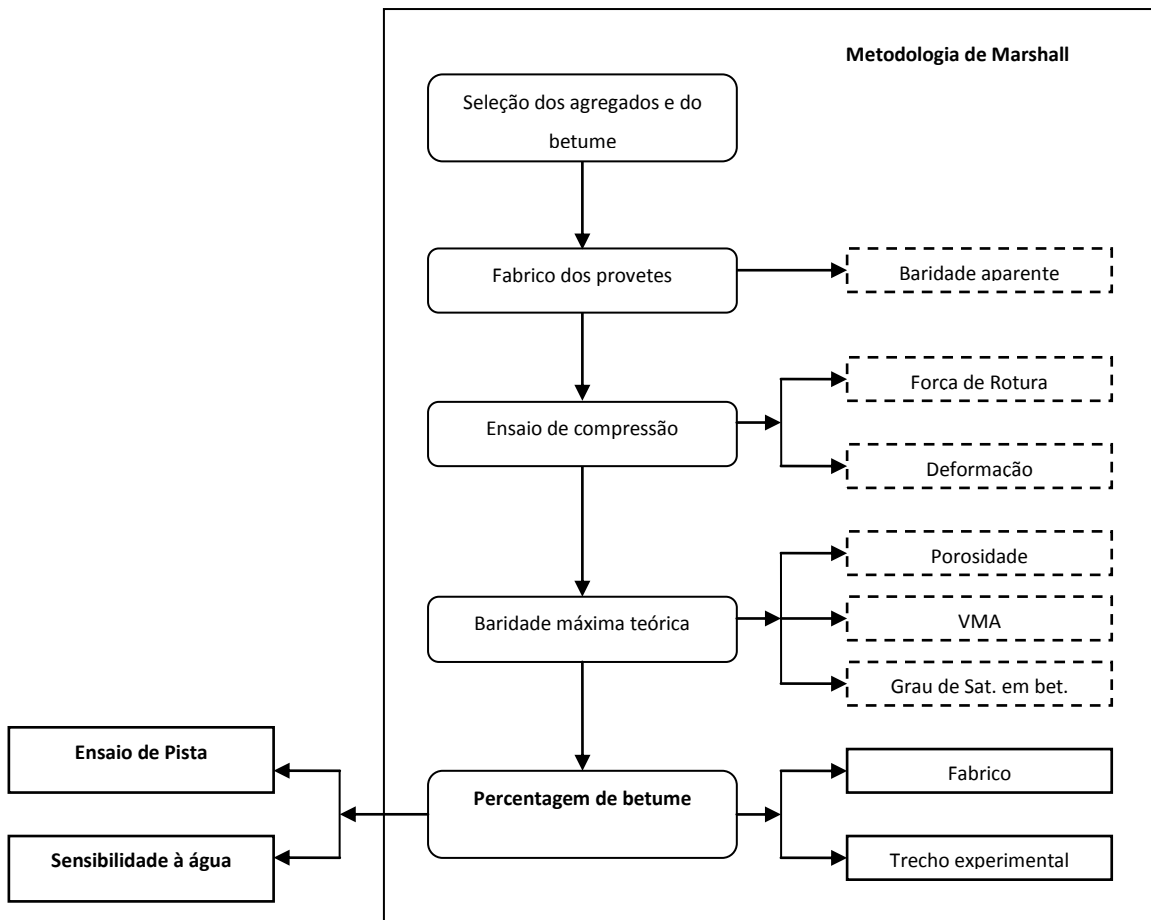 Metodologia de Marshall
Seleção dos agregados e do
betume
Fabrico dos provetes
Baridade aparente
Ensaio de compressão
Força de Rotura
Deformação
Baridade máxima teórica
Porosidade
VMA
Grau de Sat. em bet.
Percentagem de betume
Ensaio de Pista
Sensibilidade à água
Fabrico
Trecho experimental